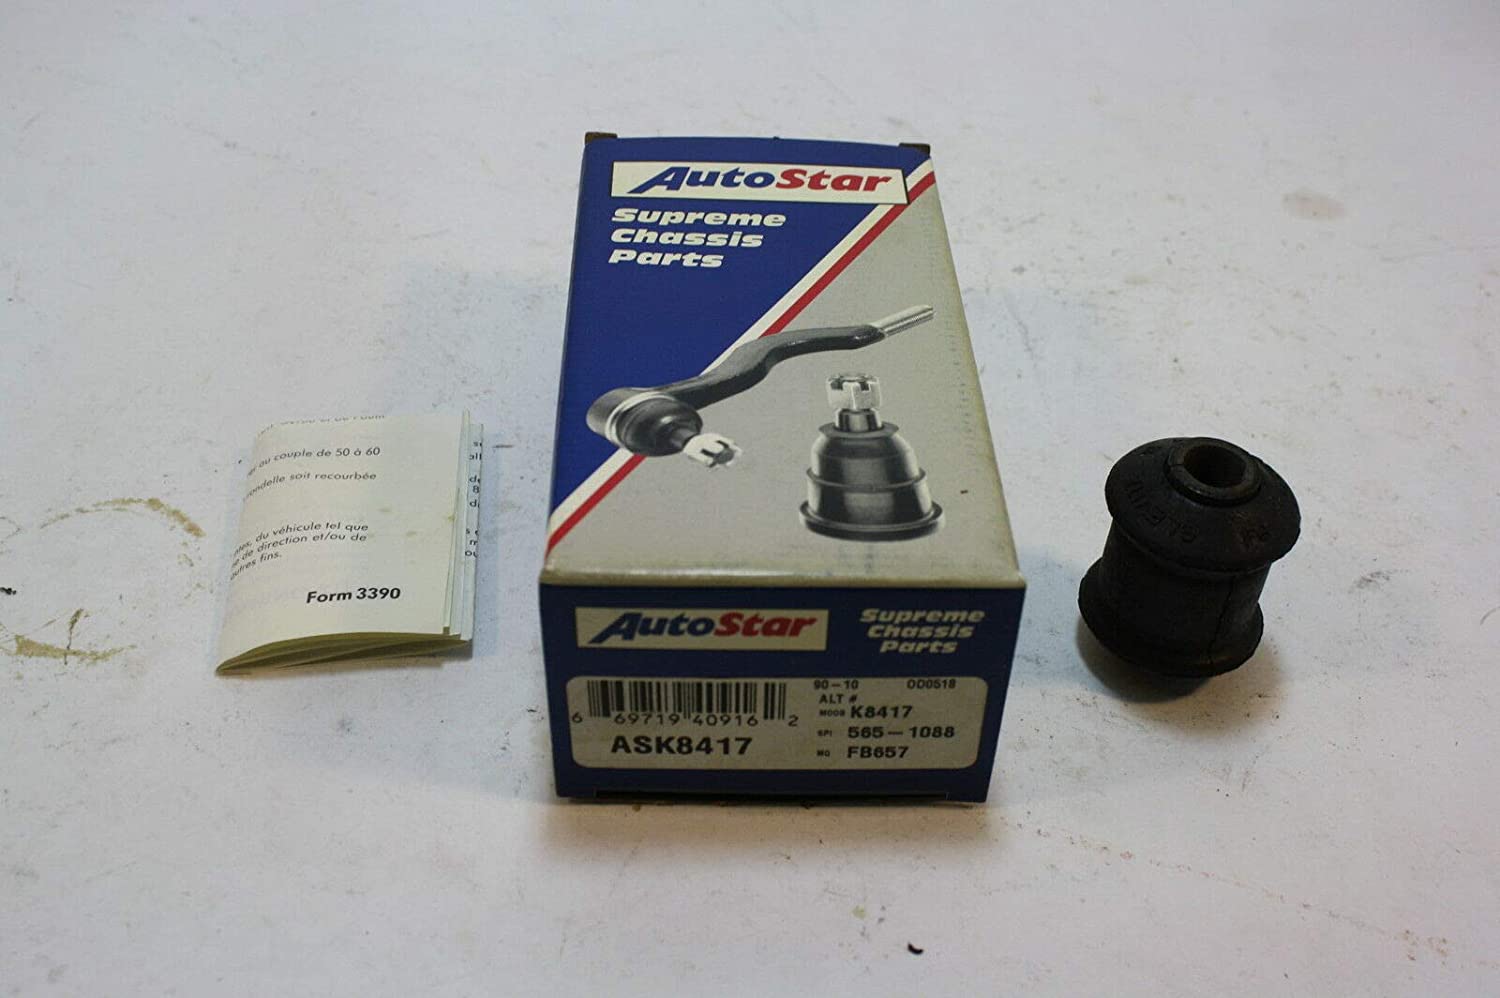 AutoStar
Supreme
Chassis
Parts
AutoStar
Supreme
Chassis
Parts
90-10 OD0518
ALT #
MOOG K8417
SPI 565-1088
MQ FB657
6 69719 40916 2
ASK8417
au couple de 50 à 60
rondelle soit recourbée
du véhicule tel que
de direction et/ou de
autres fins.
Form 3390